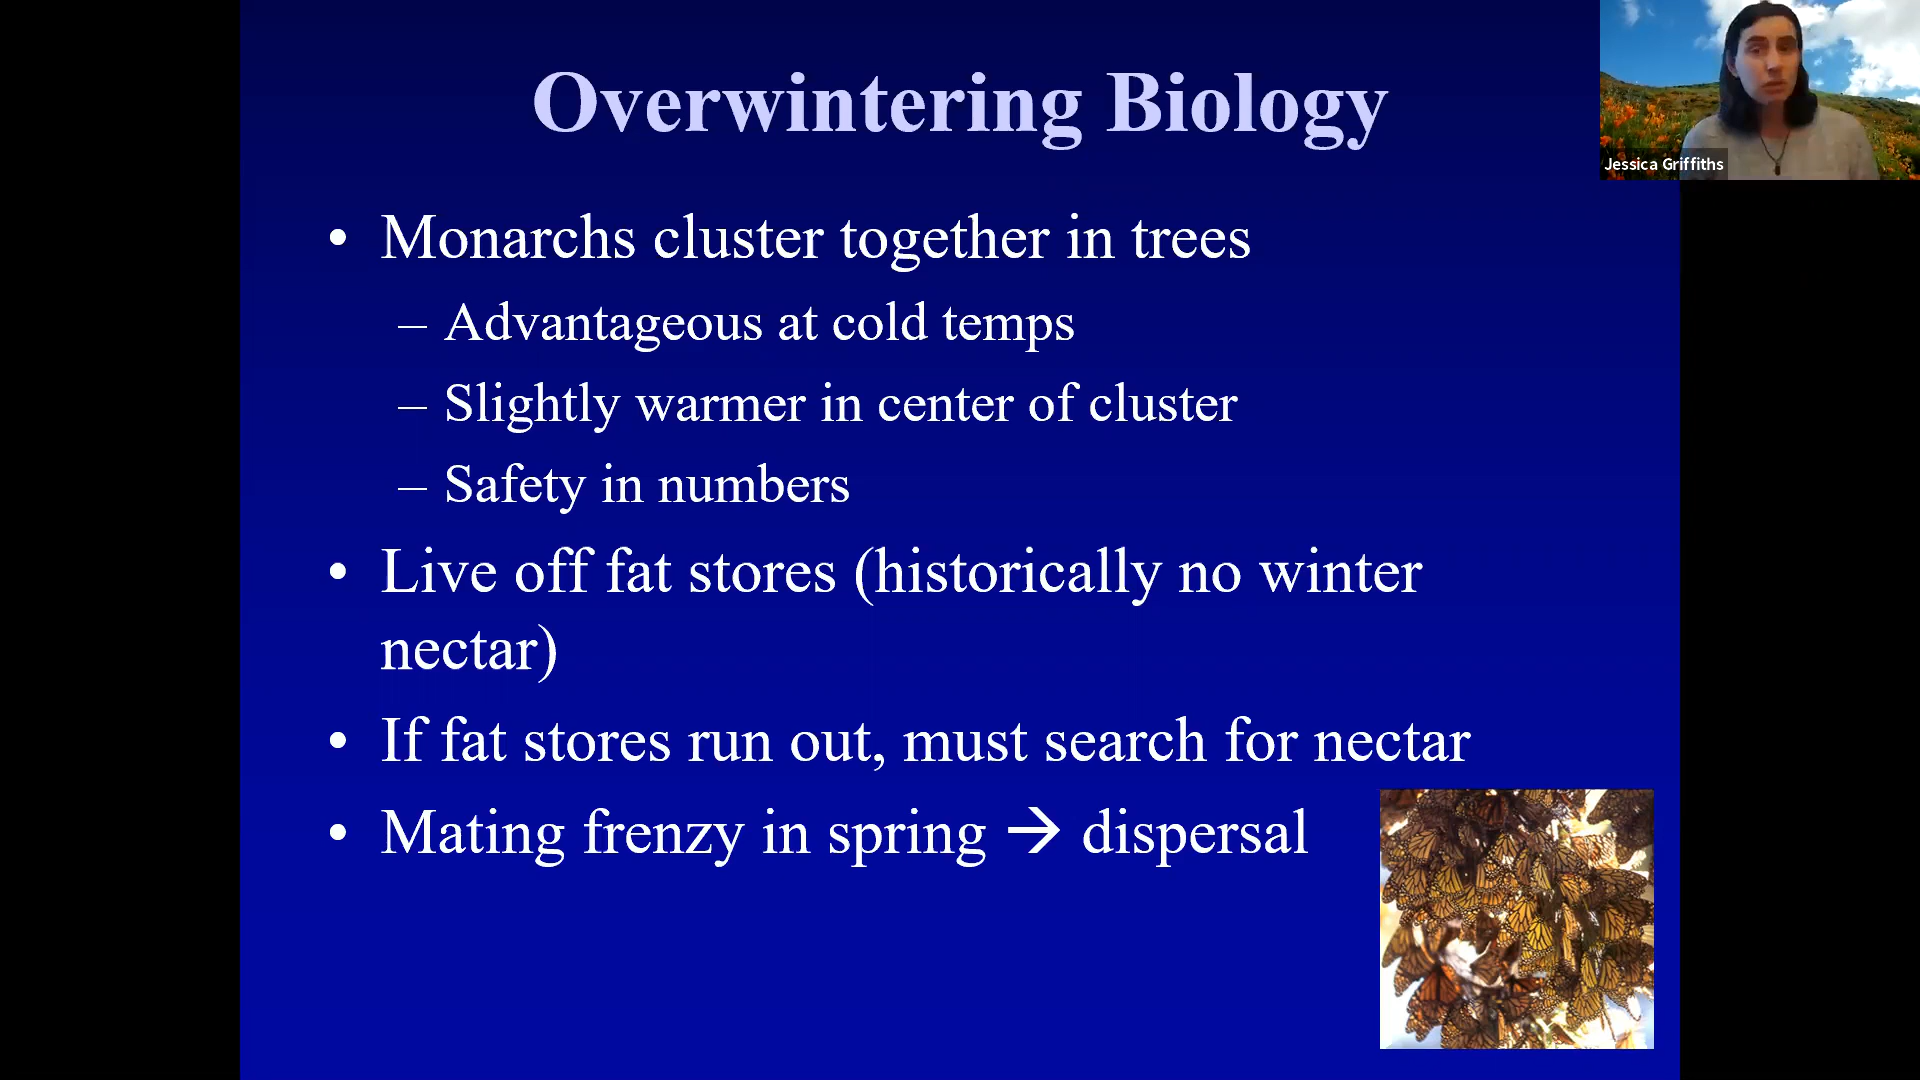 Overwintering Biology
Jessica Griffiths
• Monarchs cluster together in trees
– Advantageous at cold temps
– Slightly warmer in center of cluster
– Safety in numbers
• Live off fat stores (historically no winter
nectar)
• If fat stores run out, must search for nectar
• Mating frenzy in spring → dispersal